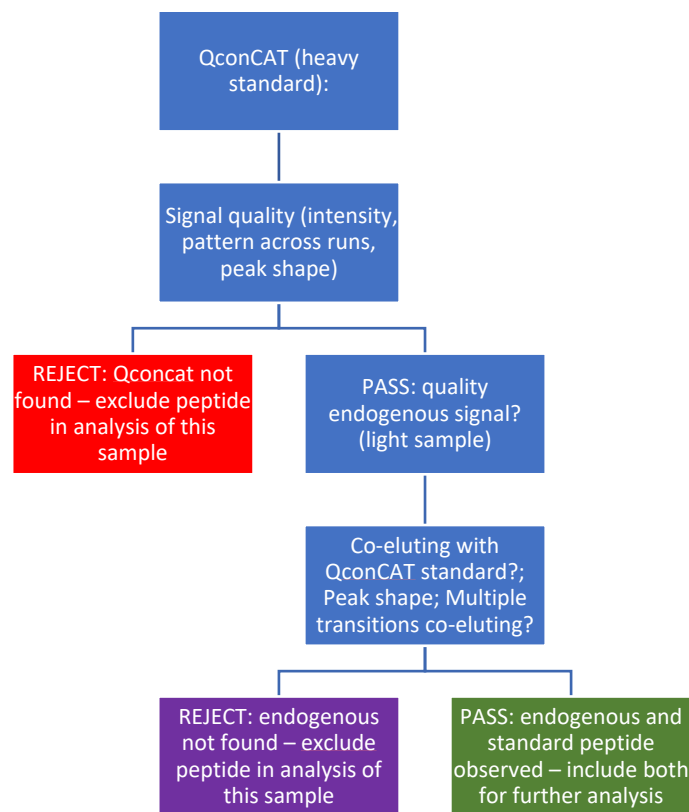 QconCAT (heavy
standard):
Signal quality (intensity,
pattern across runs,
peak shape)
REJECT: Qconcat not
found – exclude peptide
in analysis of this
sample
PASS: quality
endogenous signal?
(light sample)
Co-eluting with
QconCAT standard?;
Peak shape; Multiple
transitions co-eluting?
REJECT: endogenous
not found – exclude
peptide in analysis of
this sample
PASS: endogenous and
standard peptide
observed – include both
for further analysis